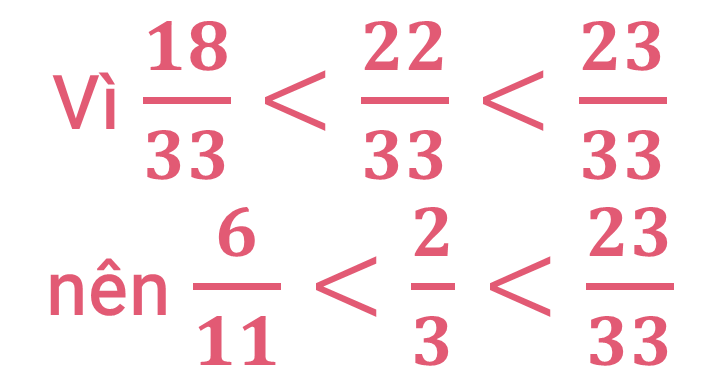 Vì 18/33 < 22/33 < 23/33
nên 6/11 < 2/3 < 23/33